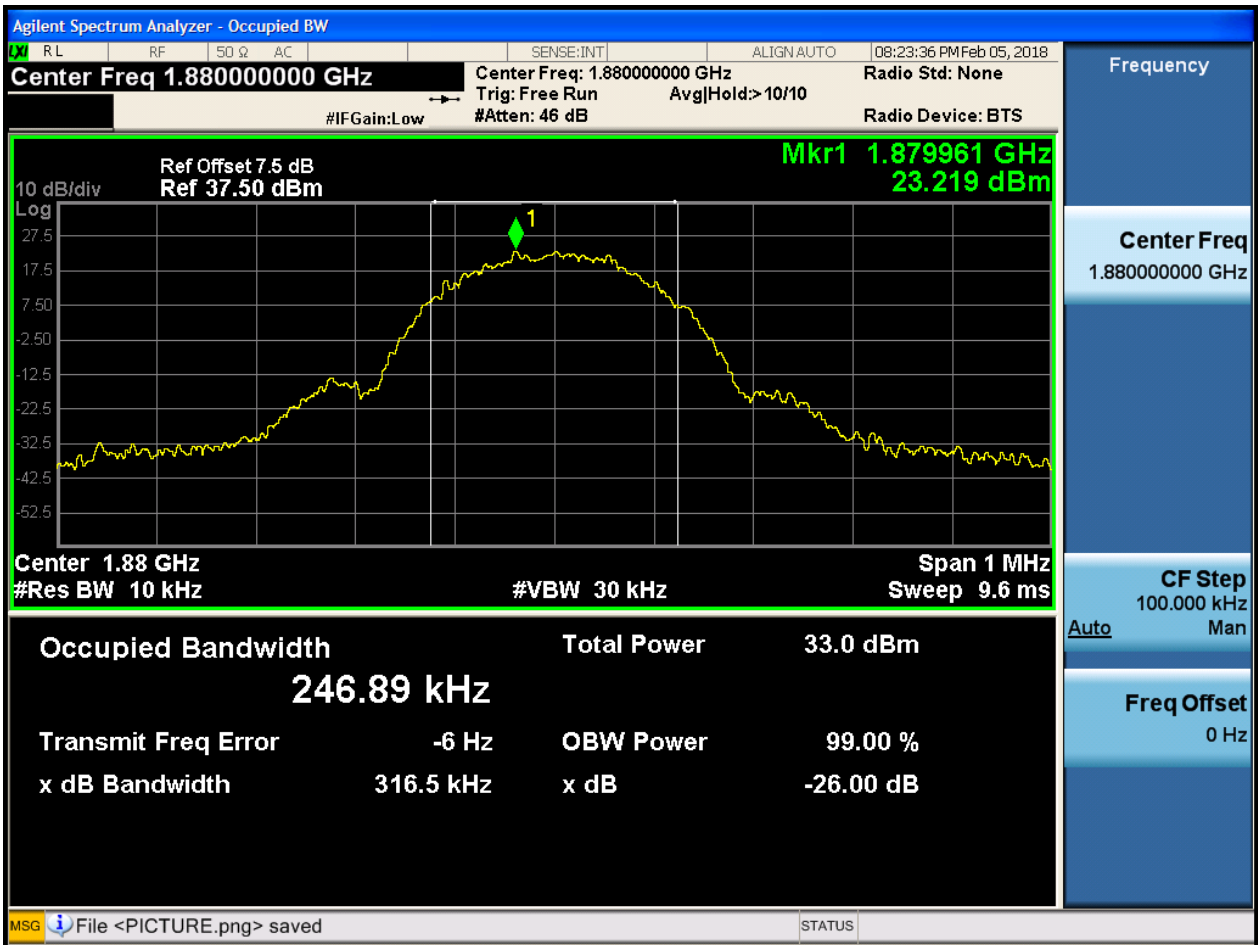 Agilent Spectrum Analyzer - Occupied BW
LXI RL RF 50 Ω AC SENSE:INT ALIGN AUTO 08:23:36 PM Feb 05, 2018
Center Freq 1.880000000 GHz
Center Freq: 1.880000000 GHz Radio Std: None
Trig: Free Run Avg|Hold:> 10/10
#IFGain:Low #Atten: 46 dB Radio Device: BTS
Mkr1 1.879961 GHz
23.219 dBm
Ref Offset 7.5 dB
10 dB/div Ref 37.50 dBm
Log
1
27.5
17.5
7.50
-2.50
-12.5
-22.5
-32.5
-42.5
-52.5
Center 1.88 GHz Span 1 MHz
#Res BW 10 kHz #VBW 30 kHz Sweep 9.6 ms
Occupied Bandwidth Total Power 33.0 dBm
246.89 kHz
Transmit Freq Error -6 Hz OBW Power 99.00 %
x dB Bandwidth 316.5 kHz x dB -26.00 dB
Frequency
Center Freq
1.880000000 GHz
CF Step
100.000 kHz
Auto Man
Freq Offset
0 Hz
MSG File <PICTURE.png> saved STATUS